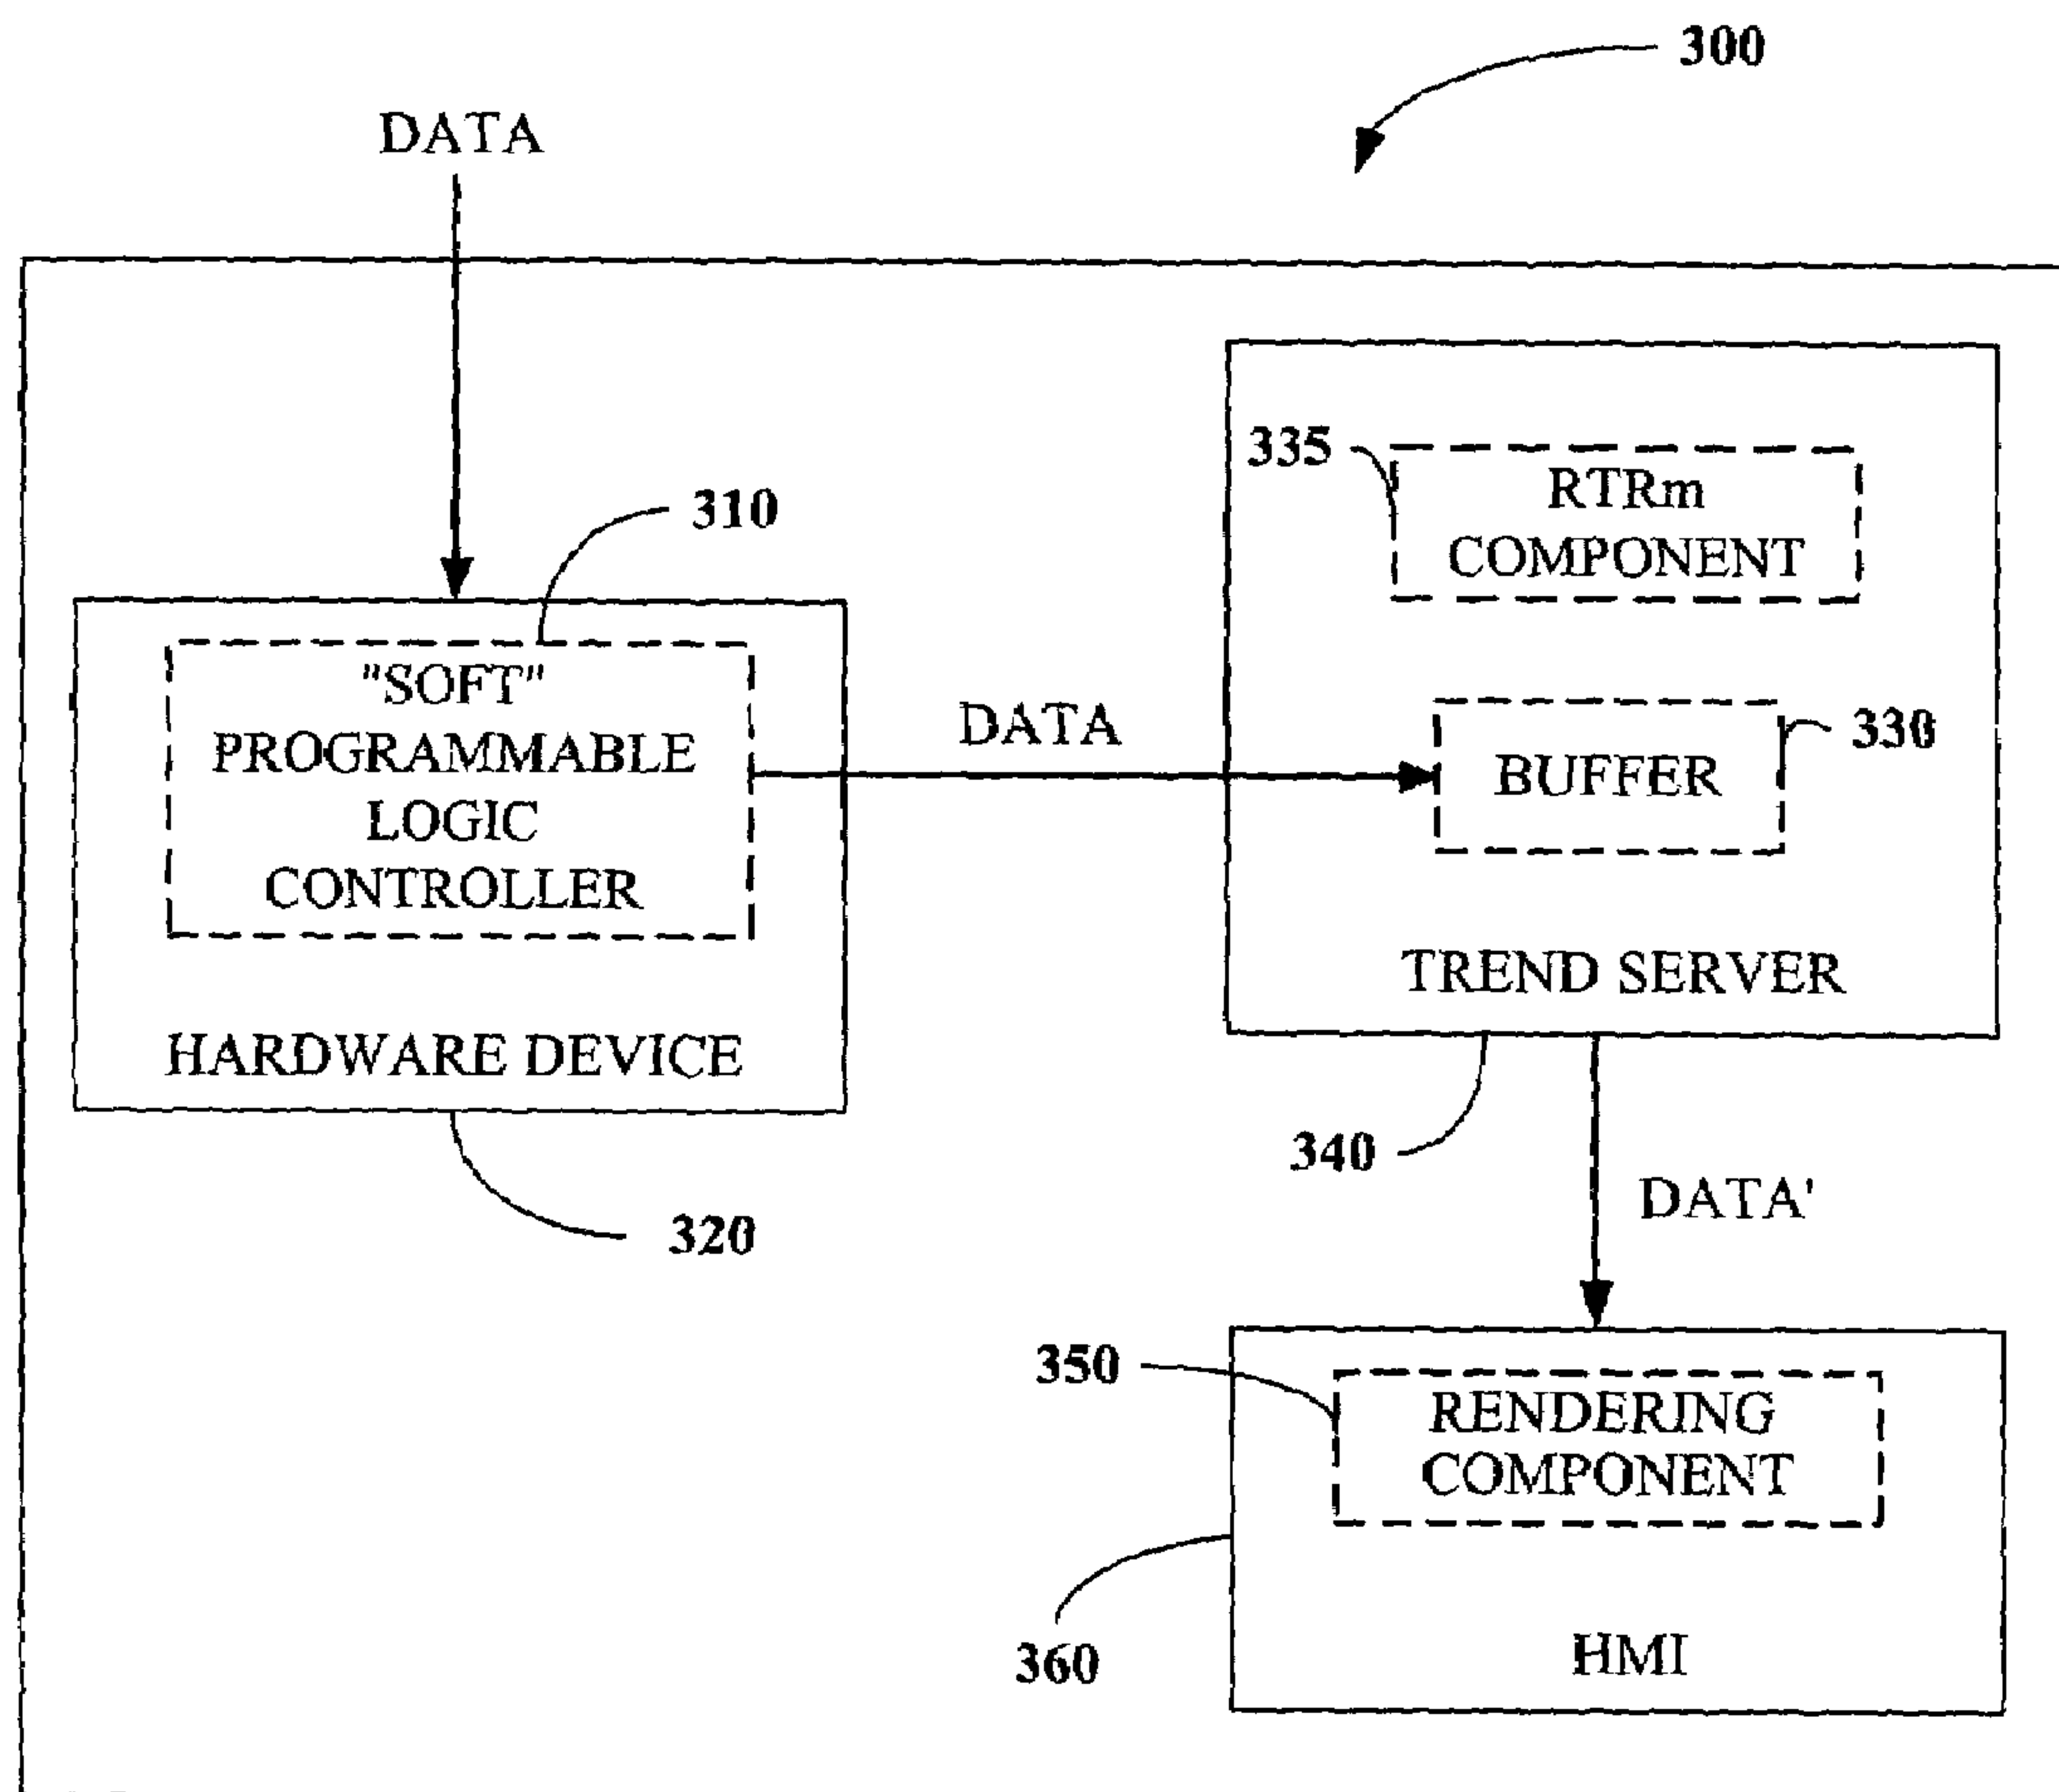 300
DATA
335
RTRm
COMPONENT
310
"SOFT"
PROGRAMMABLE
LOGIC
CONTROLLER
DATA
330
BUFFER
TREND SERVER
HARDWARE DEVICE
340
320
DATA'
350
RENDERING
COMPONENT
360
HMI